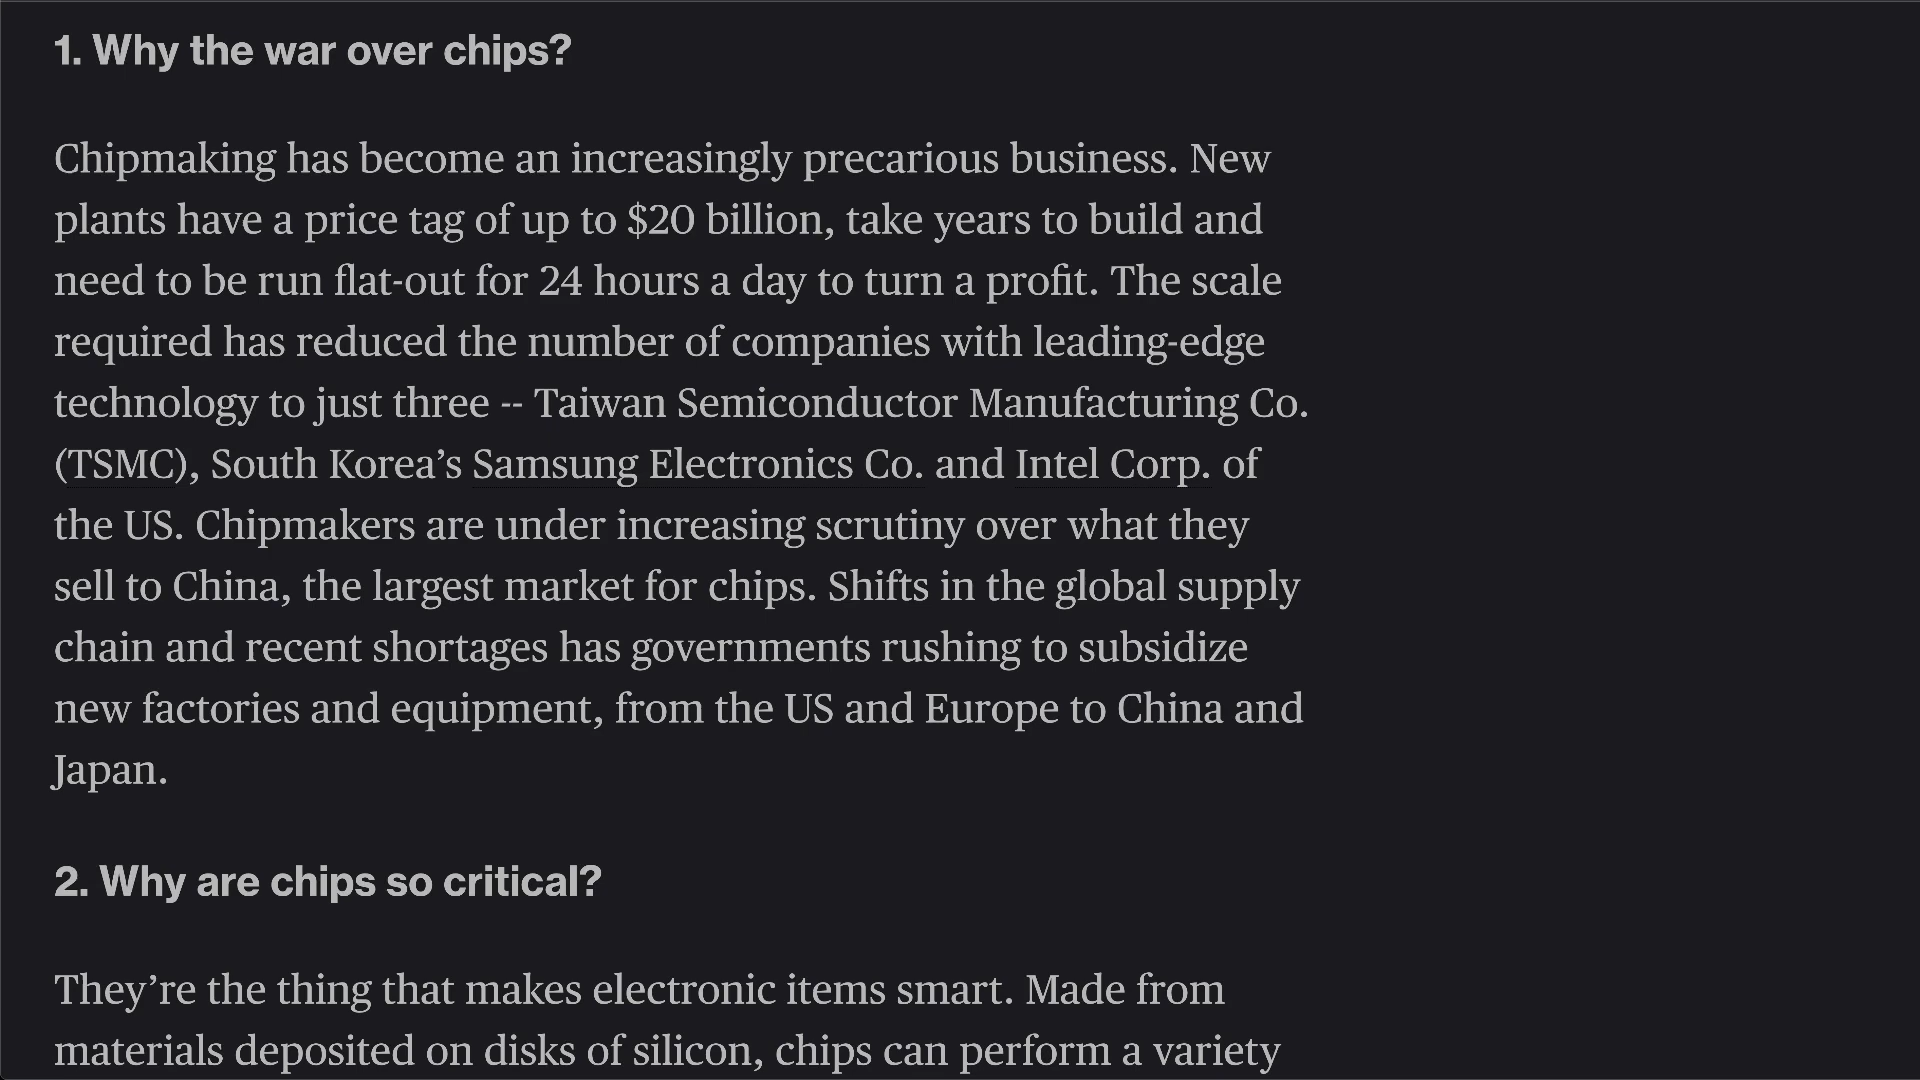 1. Why the war over chips?
Chipmaking has become an increasingly precarious business. New
plants have a price tag of up to $20 billion, take years to build and
need to be run flat-out for 24 hours a day to turn a profit. The scale
required has reduced the number of companies with leading-edge
technology to just three -- Taiwan Semiconductor Manufacturing Co.
(TSMC), South Korea’s Samsung Electronics Co. and Intel Corp. of
the US. Chipmakers are under increasing scrutiny over what they
sell to China, the largest market for chips. Shifts in the global supply
chain and recent shortages has governments rushing to subsidize
new factories and equipment, from the US and Europe to China and
Japan.
2. Why are chips so critical?
They’re the thing that makes electronic items smart. Made from
materials deposited on disks of silicon, chips can perform a variety